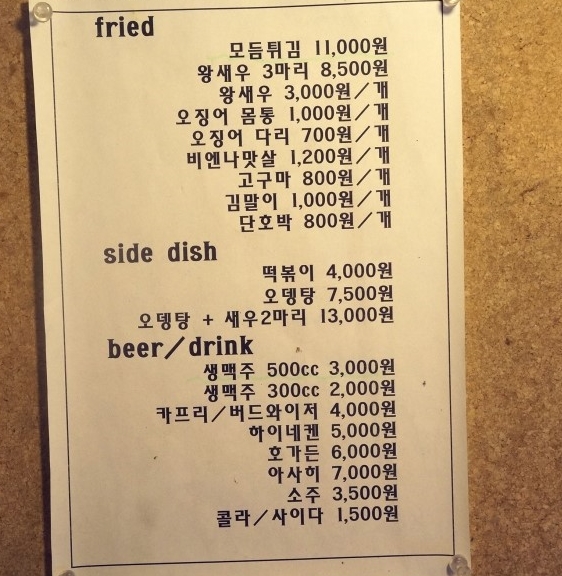 fried
모듬튀김 11,000원
왕새우 3마리 8,500원
왕새우 3,000원/개
오징어 몸통 1,000원/개
오징어 다리 700원/개
비엔나맛살 1,200원/개
고구마 800원/개
김말이 1,000원/개
단호박 800원/개
side dish
떡볶이 4,000원
오뎅탕 7,500원
오뎅탕 + 새우2마리 13,000원
beer/drink
생맥주 500cc 3,000원
생맥주 300cc 2,000원
카프리/버드와이저 4,000원
하이네켄 5,000원
호가든 6,000원
아사히 7,000원
소주 3,500원
콜라/사이다 1,500원